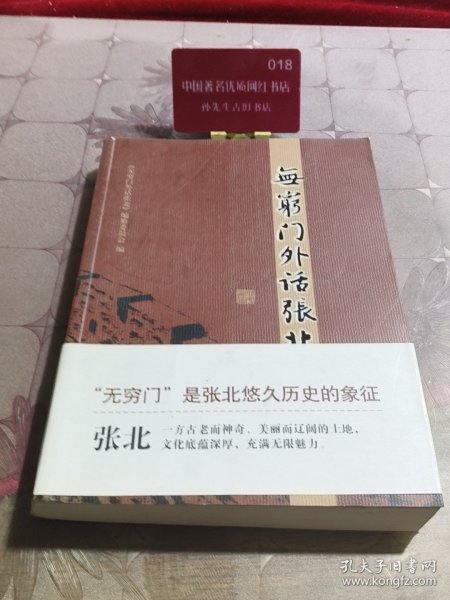 018
中国著名优质网红书店
孙先生古旧书店
無窮门外话張北
“无穷门”是张北悠久历史的象征
张北
一方古老而神奇、美丽而辽阔的土地，
文化底蕴深厚，充满无限魅力。
孔夫子旧书网
www.kongfz.com